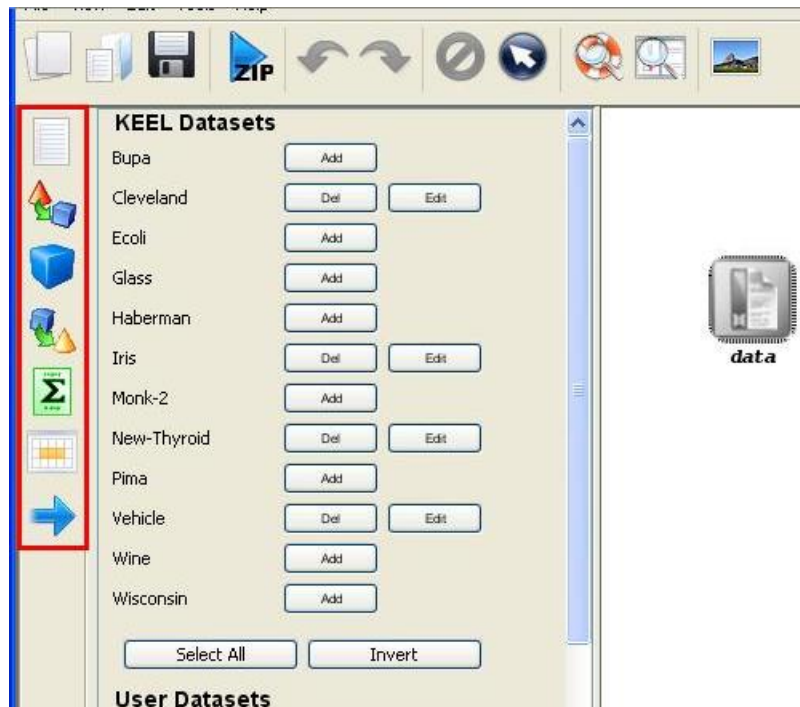 ZIP
KEEL Datasets
Bupa Add
Cleveland Del Edit
Ecoli Add
Glass Add
Haberman Add
Iris Del Edit
Monk-2 Add
New-Thyroid Del Edit
Pima Add
Vehicle Del Edit
Wine Add
Wisconsin Add
Select All Invert
User Datasets
data